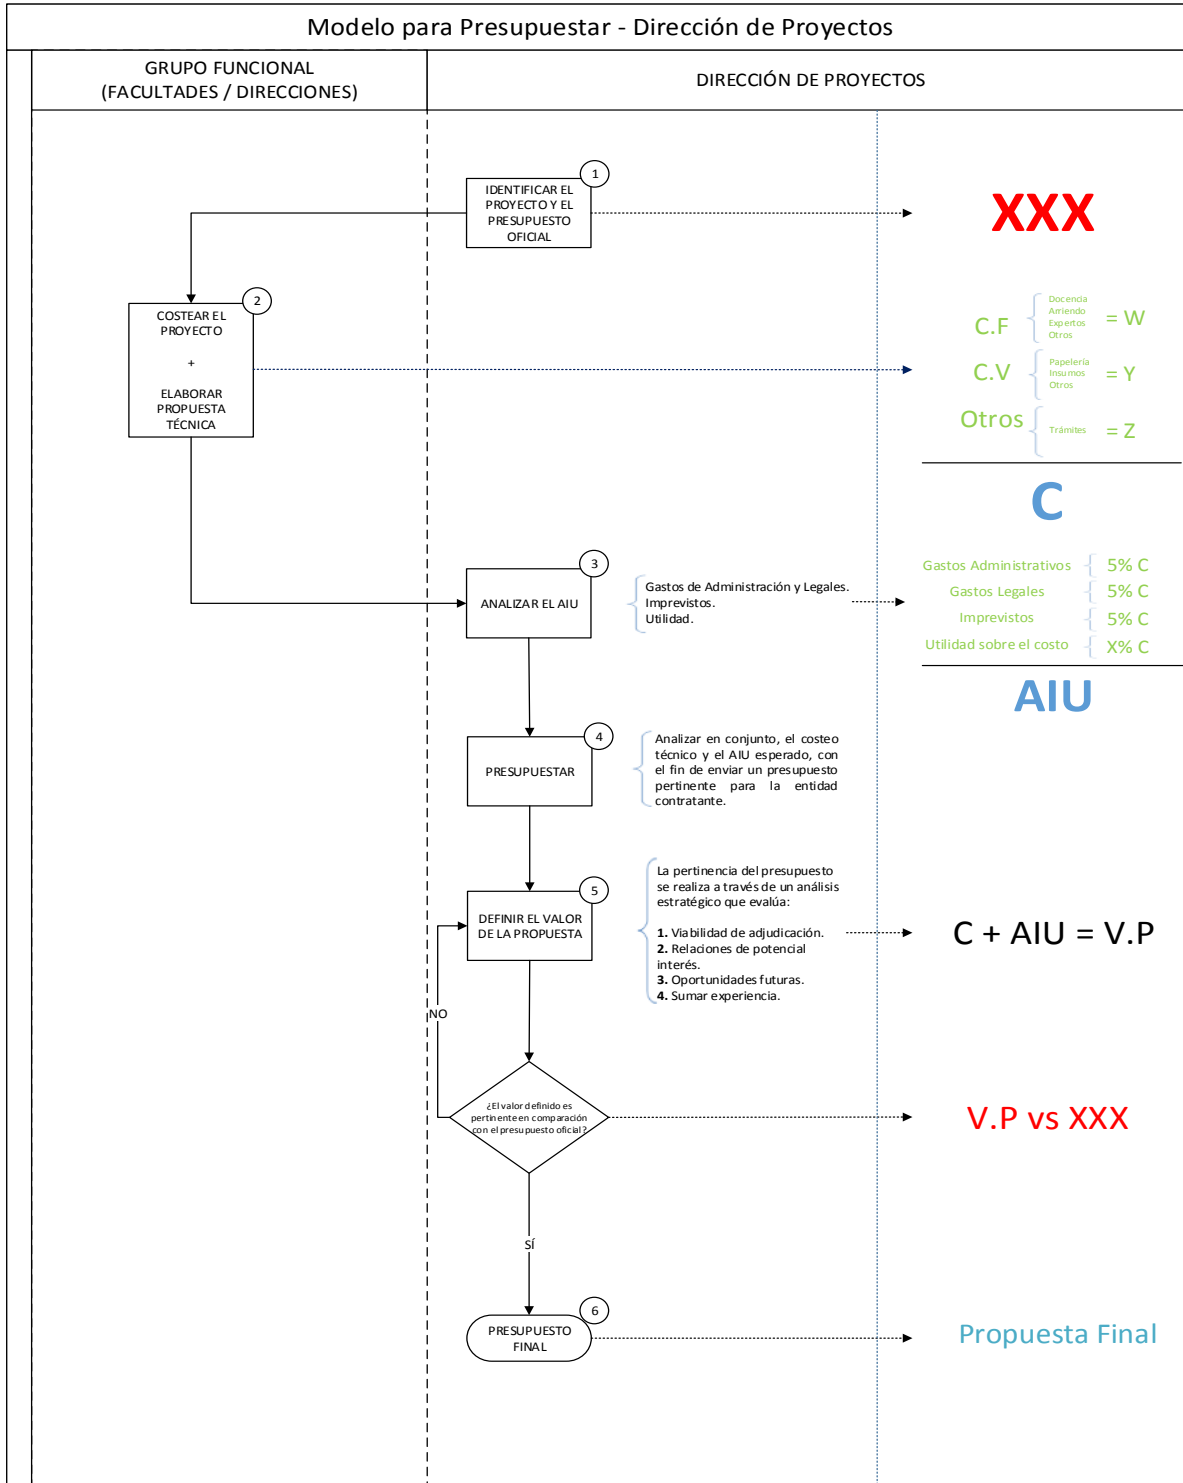 Modelo para Presupuestar - Dirección de Proyectos
GRUPO FUNCIONAL
(FACULTADES / DIRECCIONES)
DIRECCIÓN DE PROYECTOS
1
IDENTIFICAR EL
PROYECTO Y EL
PRESUPUESTO
OFICIAL
XXX
2
COSTEAR EL
PROYECTO
+
ELABORAR
PROPUESTA
TÉCNICA
C.F
Docencia
Arriendo
Expertos
Otros
= W
C.V
Papelería
Insumos
Otros
= Y
Otros
Trámites
= Z
C
3
ANALIZAR EL AIU
Gastos de Administración y Legales.
Imprevistos.
Utilidad.
Gastos Administrativos
5% C
Gastos Legales
5% C
Imprevistos
5% C
Utilidad sobre el costo
X% C
AIU
4
PRESUPUESTAR
Analizar en conjunto, el costeo
técnico y el AIU esperado, con
el fin de enviar un presupuesto
pertinente para la entidad
contratante.
5
DEFINIR EL VALOR
DE LA PROPUESTA
La pertinencia del presupuesto
se realiza a través de un análisis
estratégico que evalúa:
1. Viabilidad de adjudicación.
2. Relaciones de potencial
interés.
3. Oportunidades futuras.
4. Sumar experiencia.
C + AIU = V.P
NO
¿El valor definido es
pertinente en comparación
con el presupuesto oficial?
V.P vs XXX
SÍ
6
PRESUPUESTO
FINAL
Propuesta Final